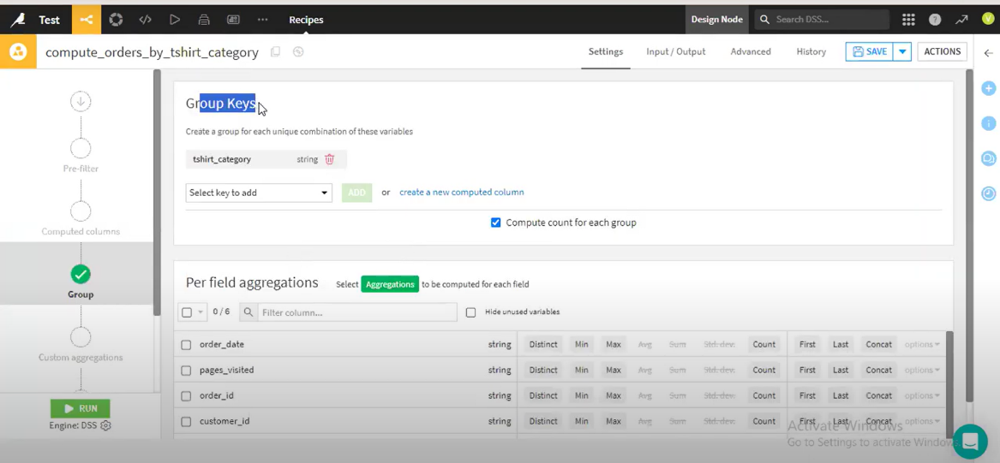 Test
Recipes
Design Node
Search DSS...
V
compute_orders_by_tshirt_category
Settings
Input / Output
Advanced
History
SAVE
ACTIONS
Pre-filter
Computed columns
Group
Custom aggregations
RUN
Engine: DSS
Group Keys
Create a group for each unique combination of these variables
tshirt_category string
Select key to add ADD or create a new computed column
Compute count for each group
Per field aggregations Select Aggregations to be computed for each field
0 / 6 Filter column... Hide unused variables
order_date string Distinct Min Max Avg Sum Std. dev. Count First Last Concat options
pages_visited string Distinct Min Max Avg Sum Std. dev. Count First Last Concat options
order_id string Distinct Min Max Avg Sum Std. dev. Count First Last Concat options
customer_id string Distinct Min Max Avg Sum Std. dev. Count First Last Concat options
Activate Windows
Go to Settings to activate Windows.